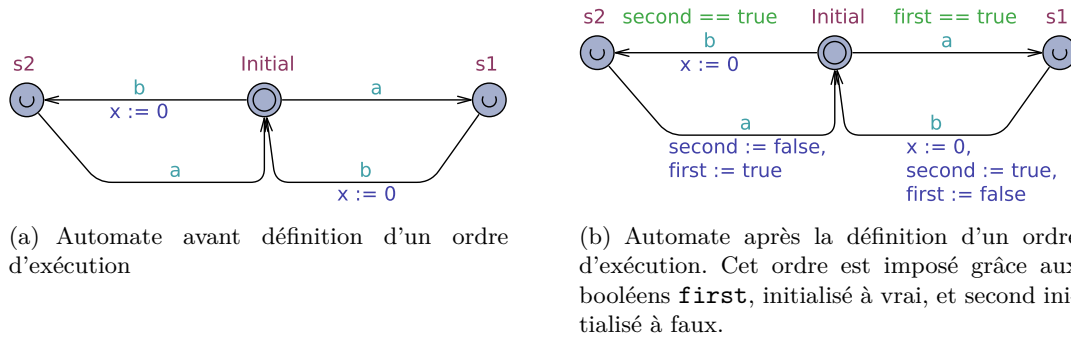 s2
Initial
s1
b
x := 0
a
a
b
x := 0
(a) Automate avant définition d'un ordre
d'exécution
s2 second == true Initial first == true s1
b
x := 0
a
a
second := false,
first := true
b
x := 0,
second := true,
first := false
(b) Automate après la définition d'un ordre
d'exécution. Cet ordre est imposé grâce aux
booléens first, initialisé à vrai, et second ini-
tialisé à faux.